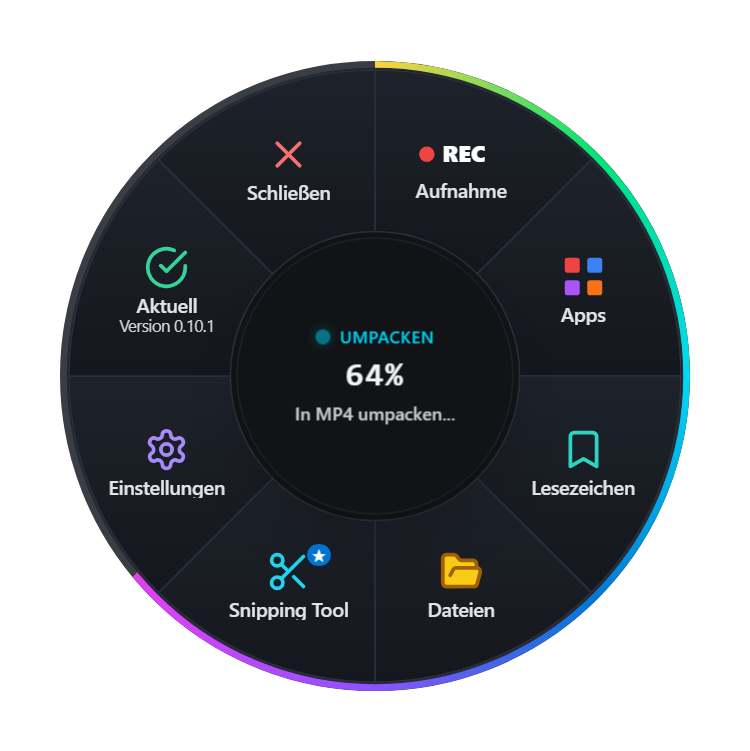 Schließen
REC
Aufnahme
Aktuell
Version 0.10.1
Apps
UMPACKEN
64%
In MP4 umpacken...
Einstellungen
Lesezeichen
Snipping Tool
Dateien